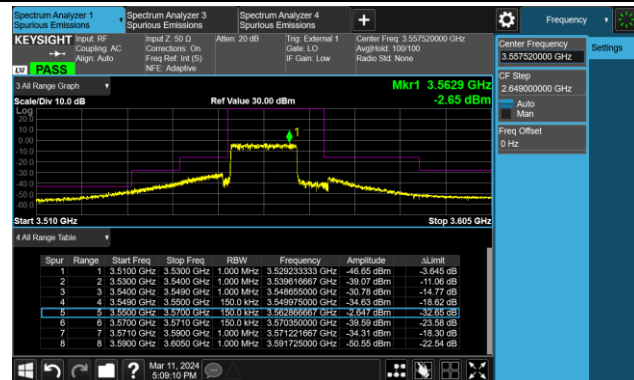 Spectrum Analyzer 1
Spurious Emissions
Spectrum Analyzer 3
Spurious Emissions
Spectrum Analyzer 4
Spurious Emissions
Frequency
KEYSIGHT
Input: RF
Coupling: AC
Align: Auto
Input Z: 50 Ω
Corrections: On
Freq Ref: Int (S)
NFE: Adaptive
Atten: 20 dB
Trig: External 1
Gate: LO
IF Gain: Low
Center Freq: 3.557520000 GHz
Avg|Hold: 100/100
Radio Std: None
LXI
PASS
3 All Range Graph
Mkr1 3.5629 GHz
Scale/Div 10.0 dB
Ref Value 30.00 dBm
-2.65 dBm
Log
20.0
10.0
0.00
-10.0
-20.0
-30.0
-40.0
-50.0
-60.0
1
Start 3.510 GHz
Stop 3.605 GHz
4 All Range Table
Spur Range Start Freq Stop Freq RBW Frequency Amplitude ΔLimit
1 1 3.5100 GHz 3.5300 GHz 1.000 MHz 3.529233333 GHz -46.65 dBm -3.645 dB
2 2 3.5300 GHz 3.5400 GHz 1.000 MHz 3.539616667 GHz -39.07 dBm -11.06 dB
3 3 3.5400 GHz 3.5490 GHz 1.000 MHz 3.548655000 GHz -30.78 dBm -14.77 dB
4 4 3.5490 GHz 3.5500 GHz 150.0 kHz 3.549975000 GHz -34.63 dBm -18.62 dB
5 5 3.5500 GHz 3.5700 GHz 150.0 kHz 3.562866667 GHz -2.647 dBm -32.65 dB
6 6 3.5700 GHz 3.5710 GHz 150.0 kHz 3.570350000 GHz -39.59 dBm -23.58 dB
7 7 3.5710 GHz 3.5900 GHz 1.000 MHz 3.571221667 GHz -34.31 dBm -18.30 dB
8 8 3.5900 GHz 3.6050 GHz 1.000 MHz 3.591725000 GHz -50.55 dBm -22.54 dB
Center Frequency
3.557520000 GHz
Settings
CF Step
2.649000000 GHz
Auto
Man
Freq Offset
0 Hz
Mar 11, 2024
5:09:10 PM